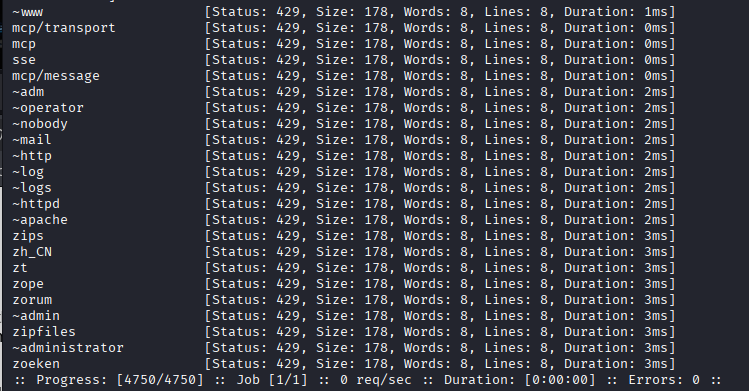 ~www [Status: 429, Size: 178, Words: 8, Lines: 8, Duration: 1ms]
mcp/transport [Status: 429, Size: 178, Words: 8, Lines: 8, Duration: 0ms]
mcp [Status: 429, Size: 178, Words: 8, Lines: 8, Duration: 0ms]
sse [Status: 429, Size: 178, Words: 8, Lines: 8, Duration: 0ms]
mcp/message [Status: 429, Size: 178, Words: 8, Lines: 8, Duration: 0ms]
~adm [Status: 429, Size: 178, Words: 8, Lines: 8, Duration: 2ms]
~operator [Status: 429, Size: 178, Words: 8, Lines: 8, Duration: 2ms]
~nobody [Status: 429, Size: 178, Words: 8, Lines: 8, Duration: 2ms]
~mail [Status: 429, Size: 178, Words: 8, Lines: 8, Duration: 2ms]
~http [Status: 429, Size: 178, Words: 8, Lines: 8, Duration: 2ms]
~log [Status: 429, Size: 178, Words: 8, Lines: 8, Duration: 2ms]
~logs [Status: 429, Size: 178, Words: 8, Lines: 8, Duration: 2ms]
~httpd [Status: 429, Size: 178, Words: 8, Lines: 8, Duration: 2ms]
~apache [Status: 429, Size: 178, Words: 8, Lines: 8, Duration: 2ms]
zips [Status: 429, Size: 178, Words: 8, Lines: 8, Duration: 3ms]
zh_CN [Status: 429, Size: 178, Words: 8, Lines: 8, Duration: 3ms]
zt [Status: 429, Size: 178, Words: 8, Lines: 8, Duration: 3ms]
zope [Status: 429, Size: 178, Words: 8, Lines: 8, Duration: 3ms]
zorum [Status: 429, Size: 178, Words: 8, Lines: 8, Duration: 3ms]
~admin [Status: 429, Size: 178, Words: 8, Lines: 8, Duration: 3ms]
zipfiles [Status: 429, Size: 178, Words: 8, Lines: 8, Duration: 3ms]
~administrator [Status: 429, Size: 178, Words: 8, Lines: 8, Duration: 3ms]
zoeken [Status: 429, Size: 178, Words: 8, Lines: 8, Duration: 3ms]
:: Progress: [4750/4750] :: Job [1/1] :: 0 req/sec :: Duration: [0:00:00] :: Errors: 0 ::